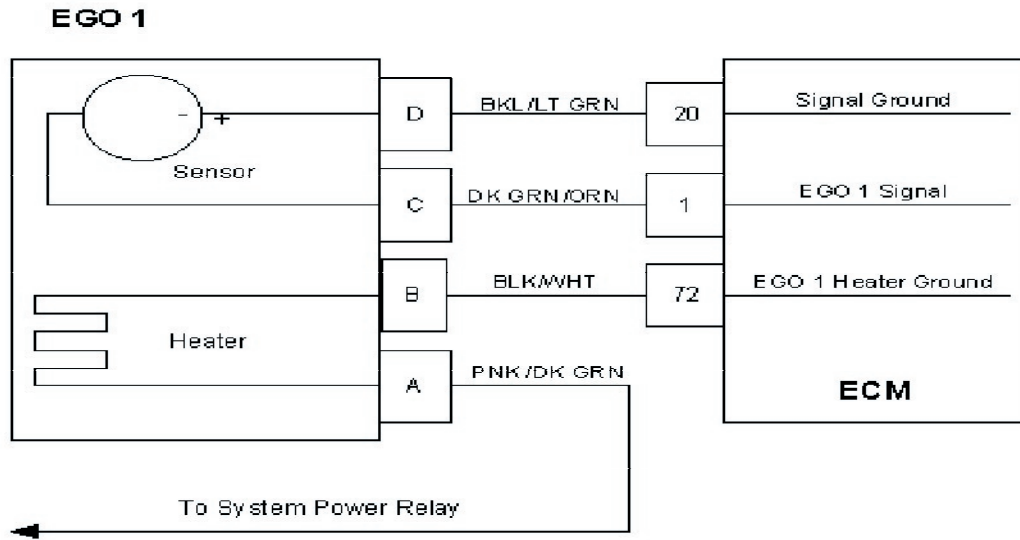 EGO 1
- +
Sensor
D
BKL/LT GRN
20
Signal Ground
C
DK GRN/ORN
1
EGO 1 Signal
B
BLK/WHT
72
EGO 1 Heater Ground
Heater
A
PNK/DK GRN
ECM
To System Power Relay